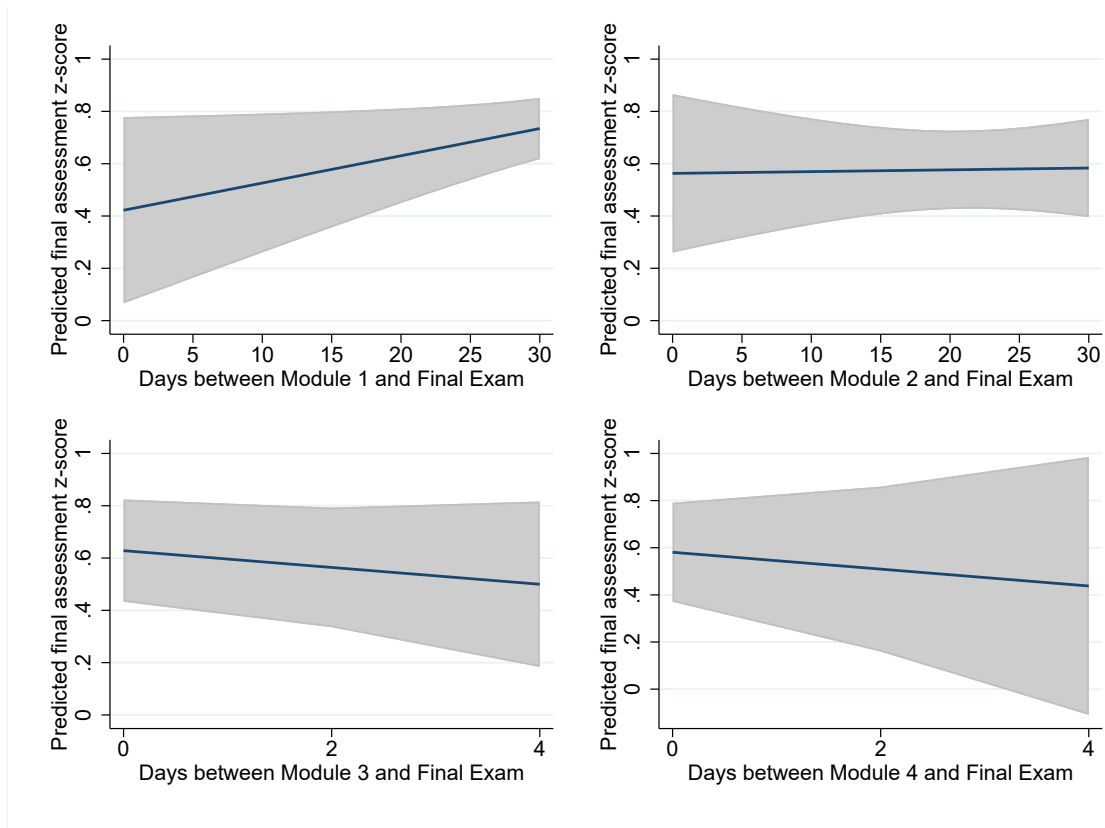 Predicted final assessment z-score
1
.8
.6
.4
.2
0
0 5 10 15 20 25 30
Days between Module 1 and Final Exam
Predicted final assessment z-score
1
.8
.6
.4
.2
0
0 5 10 15 20 25 30
Days between Module 2 and Final Exam
Predicted final assessment z-score
1
.8
.6
.4
.2
0
0 2 4
Days between Module 3 and Final Exam
Predicted final assessment z-score
1
.8
.6
.4
.2
0
0 2 4
Days between Module 4 and Final Exam